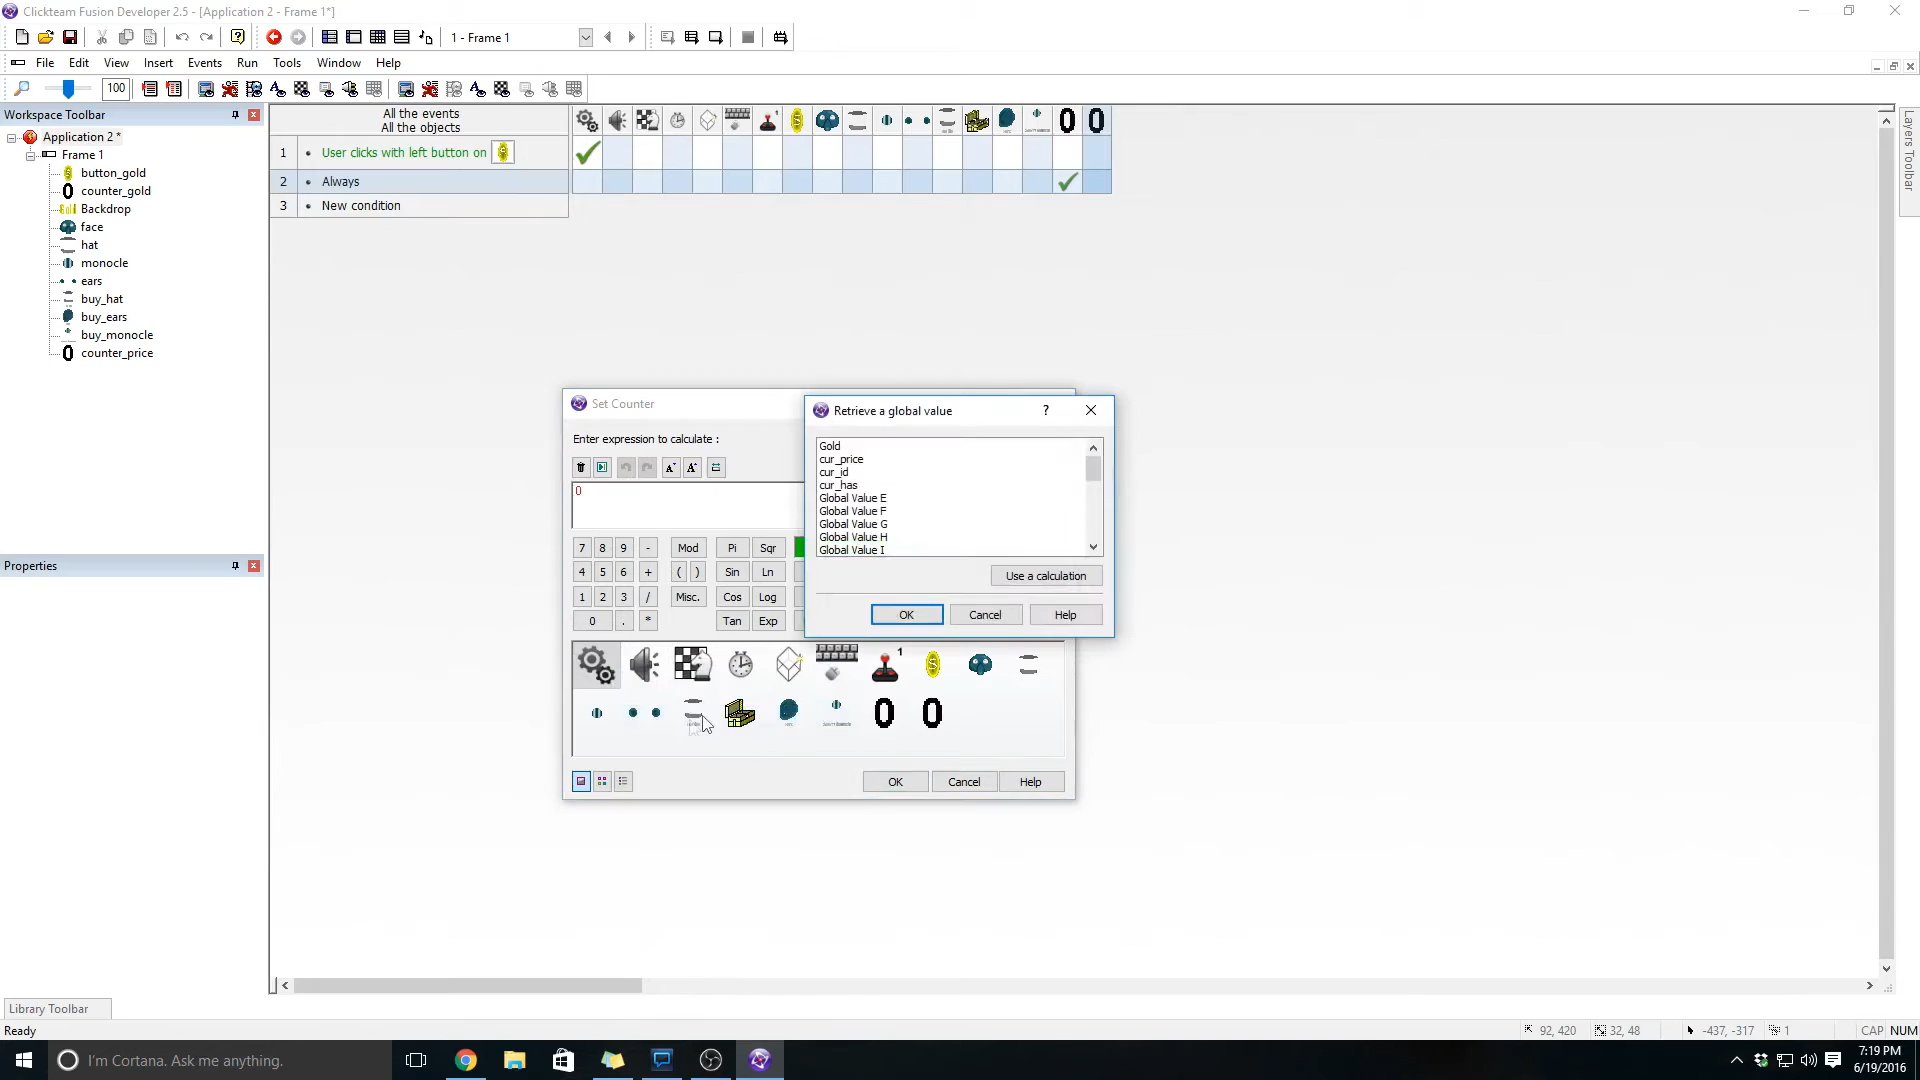 Clickteam Fusion Developer 2.5 - [Application 2 - Frame 1*]
1 - Frame 1
File Edit View Insert Events Run Tools Window Help
100
Workspace Toolbar
Application 2 *
Frame 1
button_gold
counter_gold
Backdrop
face
hat
monocle
ears
buy_hat
buy_ears
buy_monocle
counter_price
Properties
Library Toolbar
Layers Toolbar
All the events
All the objects
0 0
1 • User clicks with left button on
2 • Always
3 • New condition
Set Counter
Enter expression to calculate :
0
7 8 9 - Mod Pi Sqr
4 5 6 + ( ) Sin Ln
1 2 3 / Misc. Cos Log
0 . * Tan Exp
1
0 0
OK Cancel Help
Retrieve a global value
?
Gold
cur_price
cur_id
cur_has
Global Value E
Global Value F
Global Value G
Global Value H
Global Value I
Use a calculation
OK Cancel Help
Ready
92, 420
32, 48
-437, -317
1
CAP NUM
I'm Cortana. Ask me anything.
7:19 PM
6/19/2016